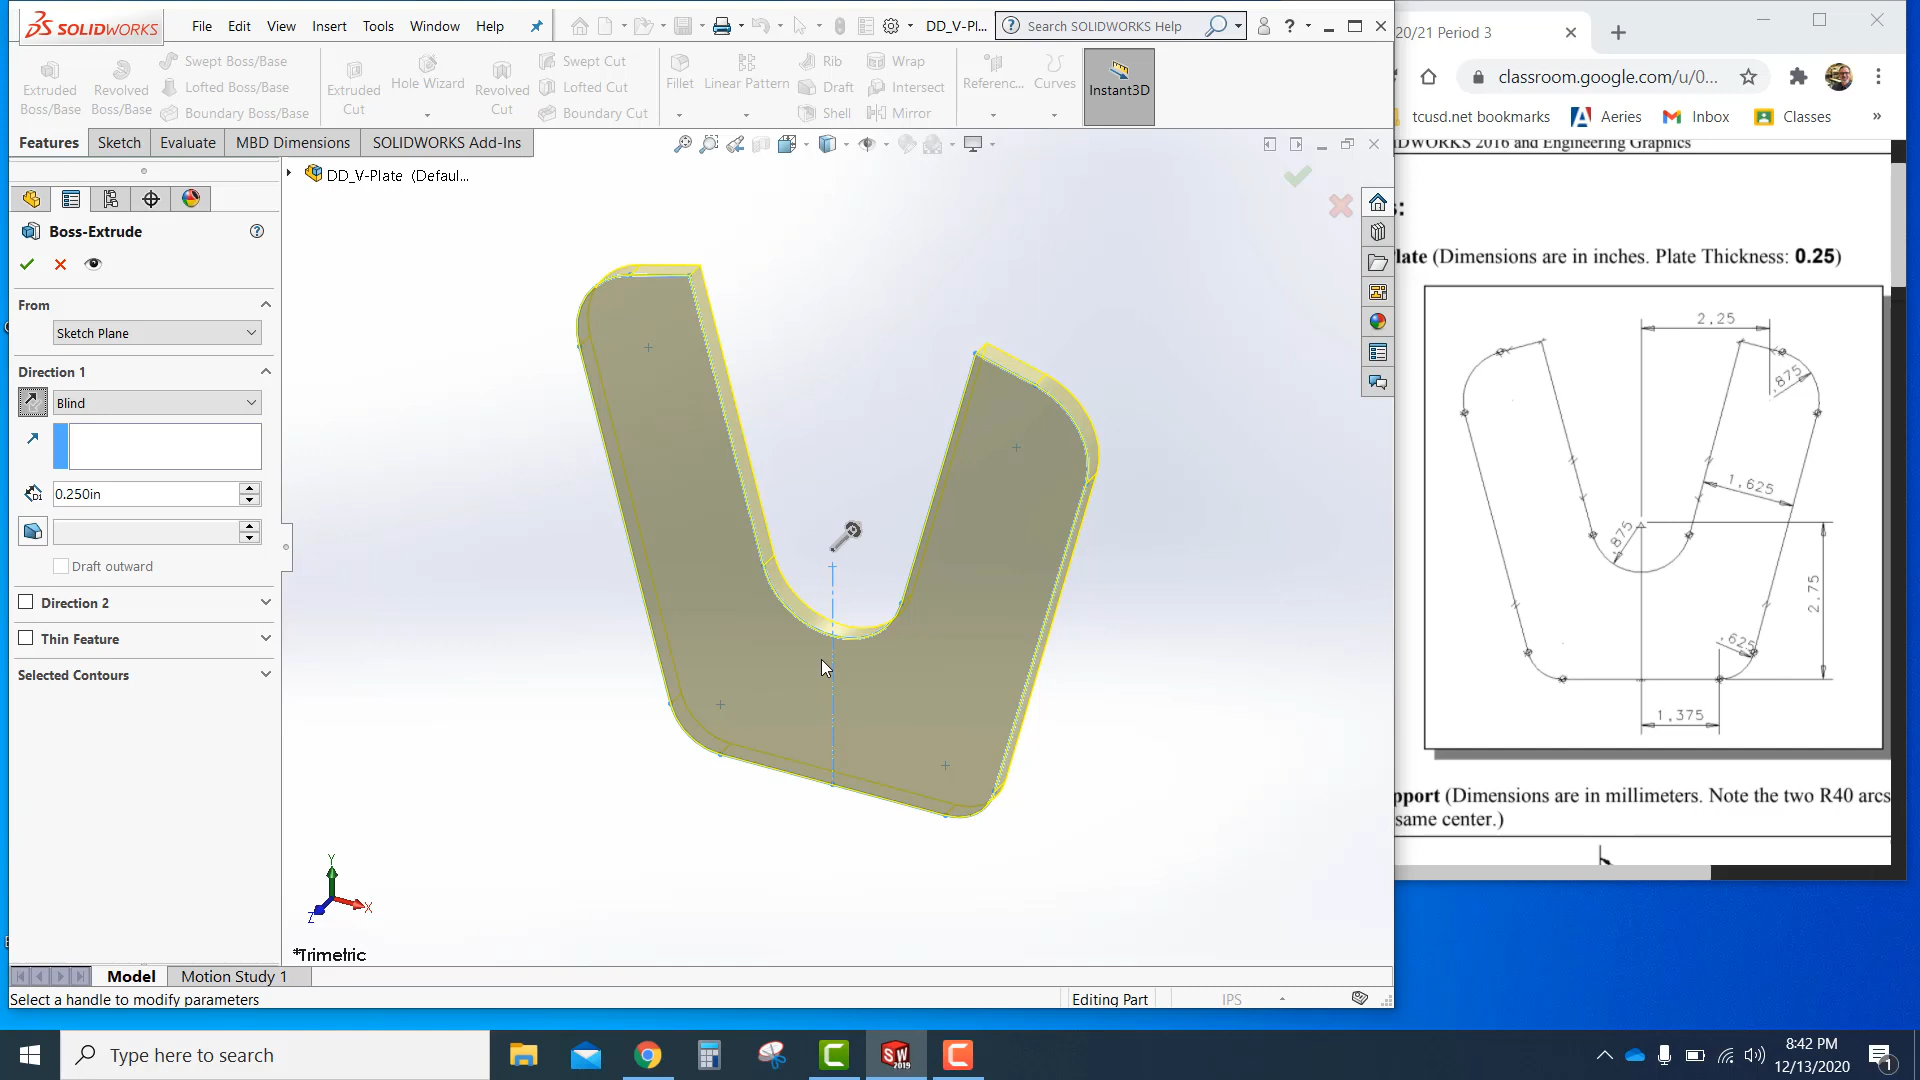 SOLIDWORKS File Edit View Insert Tools Window Help DD_V-Pl... Search SOLIDWORKS Help
Extruded Boss/Base
Revolved Boss/Base
Swept Boss/Base
Lofted Boss/Base
Boundary Boss/Base
Extruded Cut
Hole Wizard
Revolved Cut
Swept Cut
Lofted Cut
Boundary Cut
Fillet
Linear Pattern
Rib
Draft
Shell
Wrap
Intersect
Mirror
Referenc...
Curves
Instant3D
Features Sketch Evaluate MBD Dimensions SOLIDWORKS Add-Ins
DD_V-Plate (Defaul...
Boss-Extrude
From
Sketch Plane
Direction 1
Blind
0.250in
Draft outward
Direction 2
Thin Feature
Selected Contours
Y
X
Z
*Trimetric
Model Motion Study 1
Select a handle to modify parameters
Editing Part
IPS
20/21 Period 3
classroom.google.com/u/0...
tcusd.net bookmarks Aeries Inbox Classes »
DWORKS 2016 and Engineering Graphics
s:
late (Dimensions are in inches. Plate Thickness: 0.25)
2,25
,875
1,625
,875
2,75
,625
1,375
pport (Dimensions are in millimeters. Note the two R40 arcs
same center.)
Type here to search
SW
2019
8:42 PM
12/13/2020
1